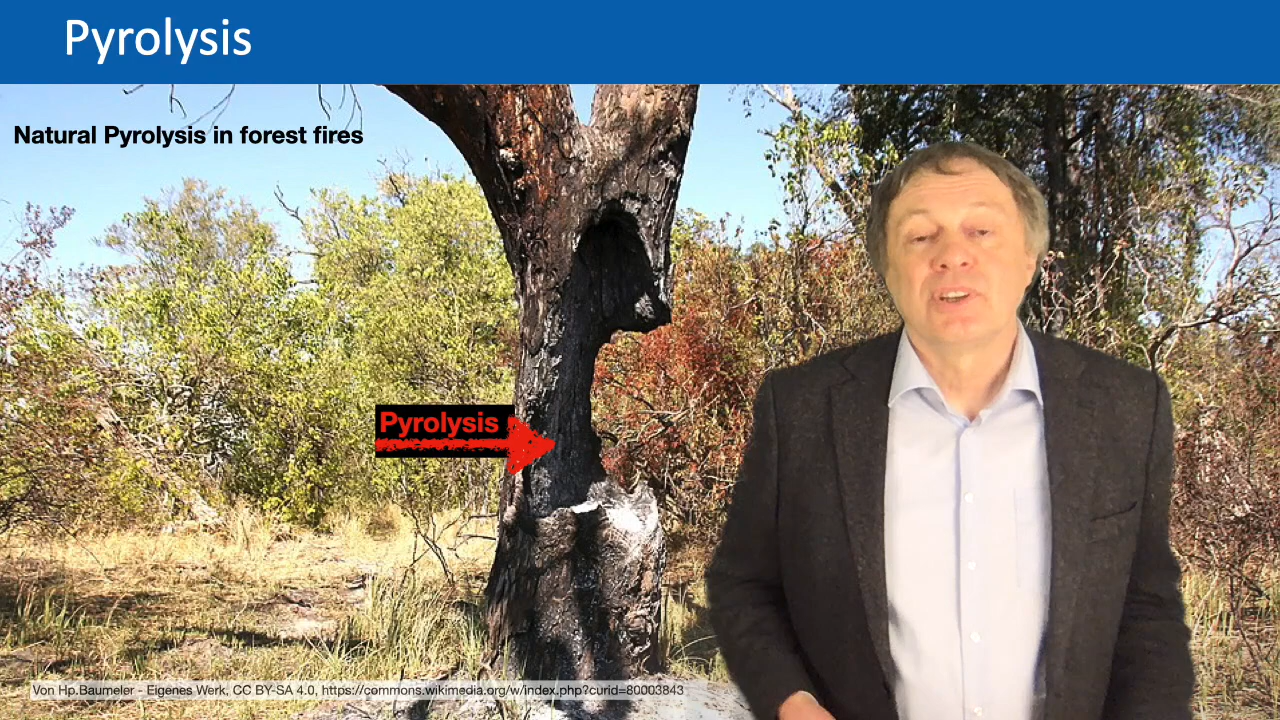 Pyrolysis
Natural Pyrolysis in forest fires
Pyrolysis
Von Hp.Baumeler - Eigenes Werk, CC BY-SA 4.0, https://commons.wikimedia.org/w/index.php?curid=80003843